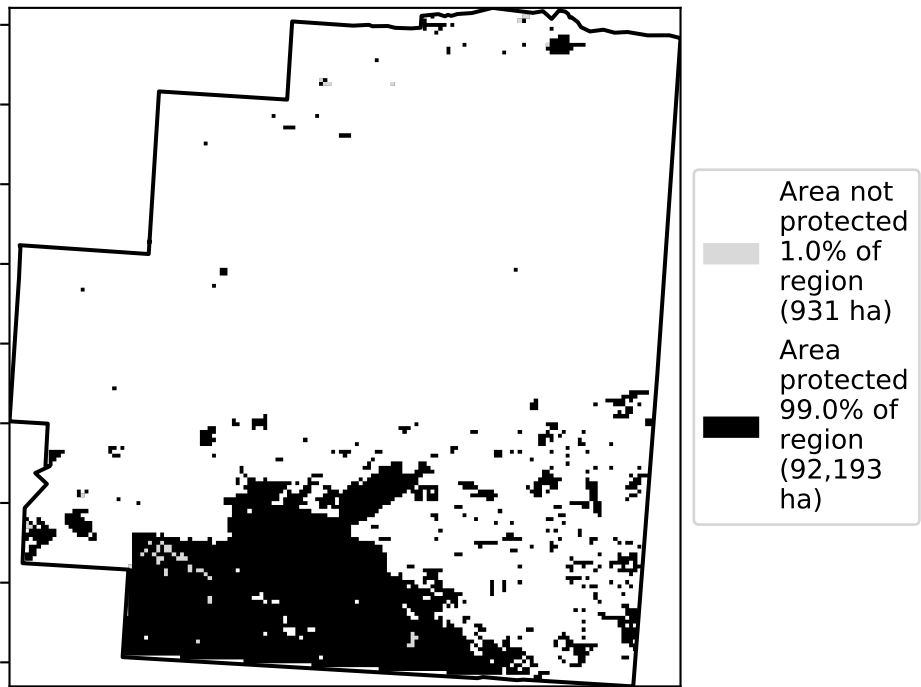 Area not
protected
1.0% of
region
(931 ha)
Area
protected
99.0% of
region
(92,193
ha)